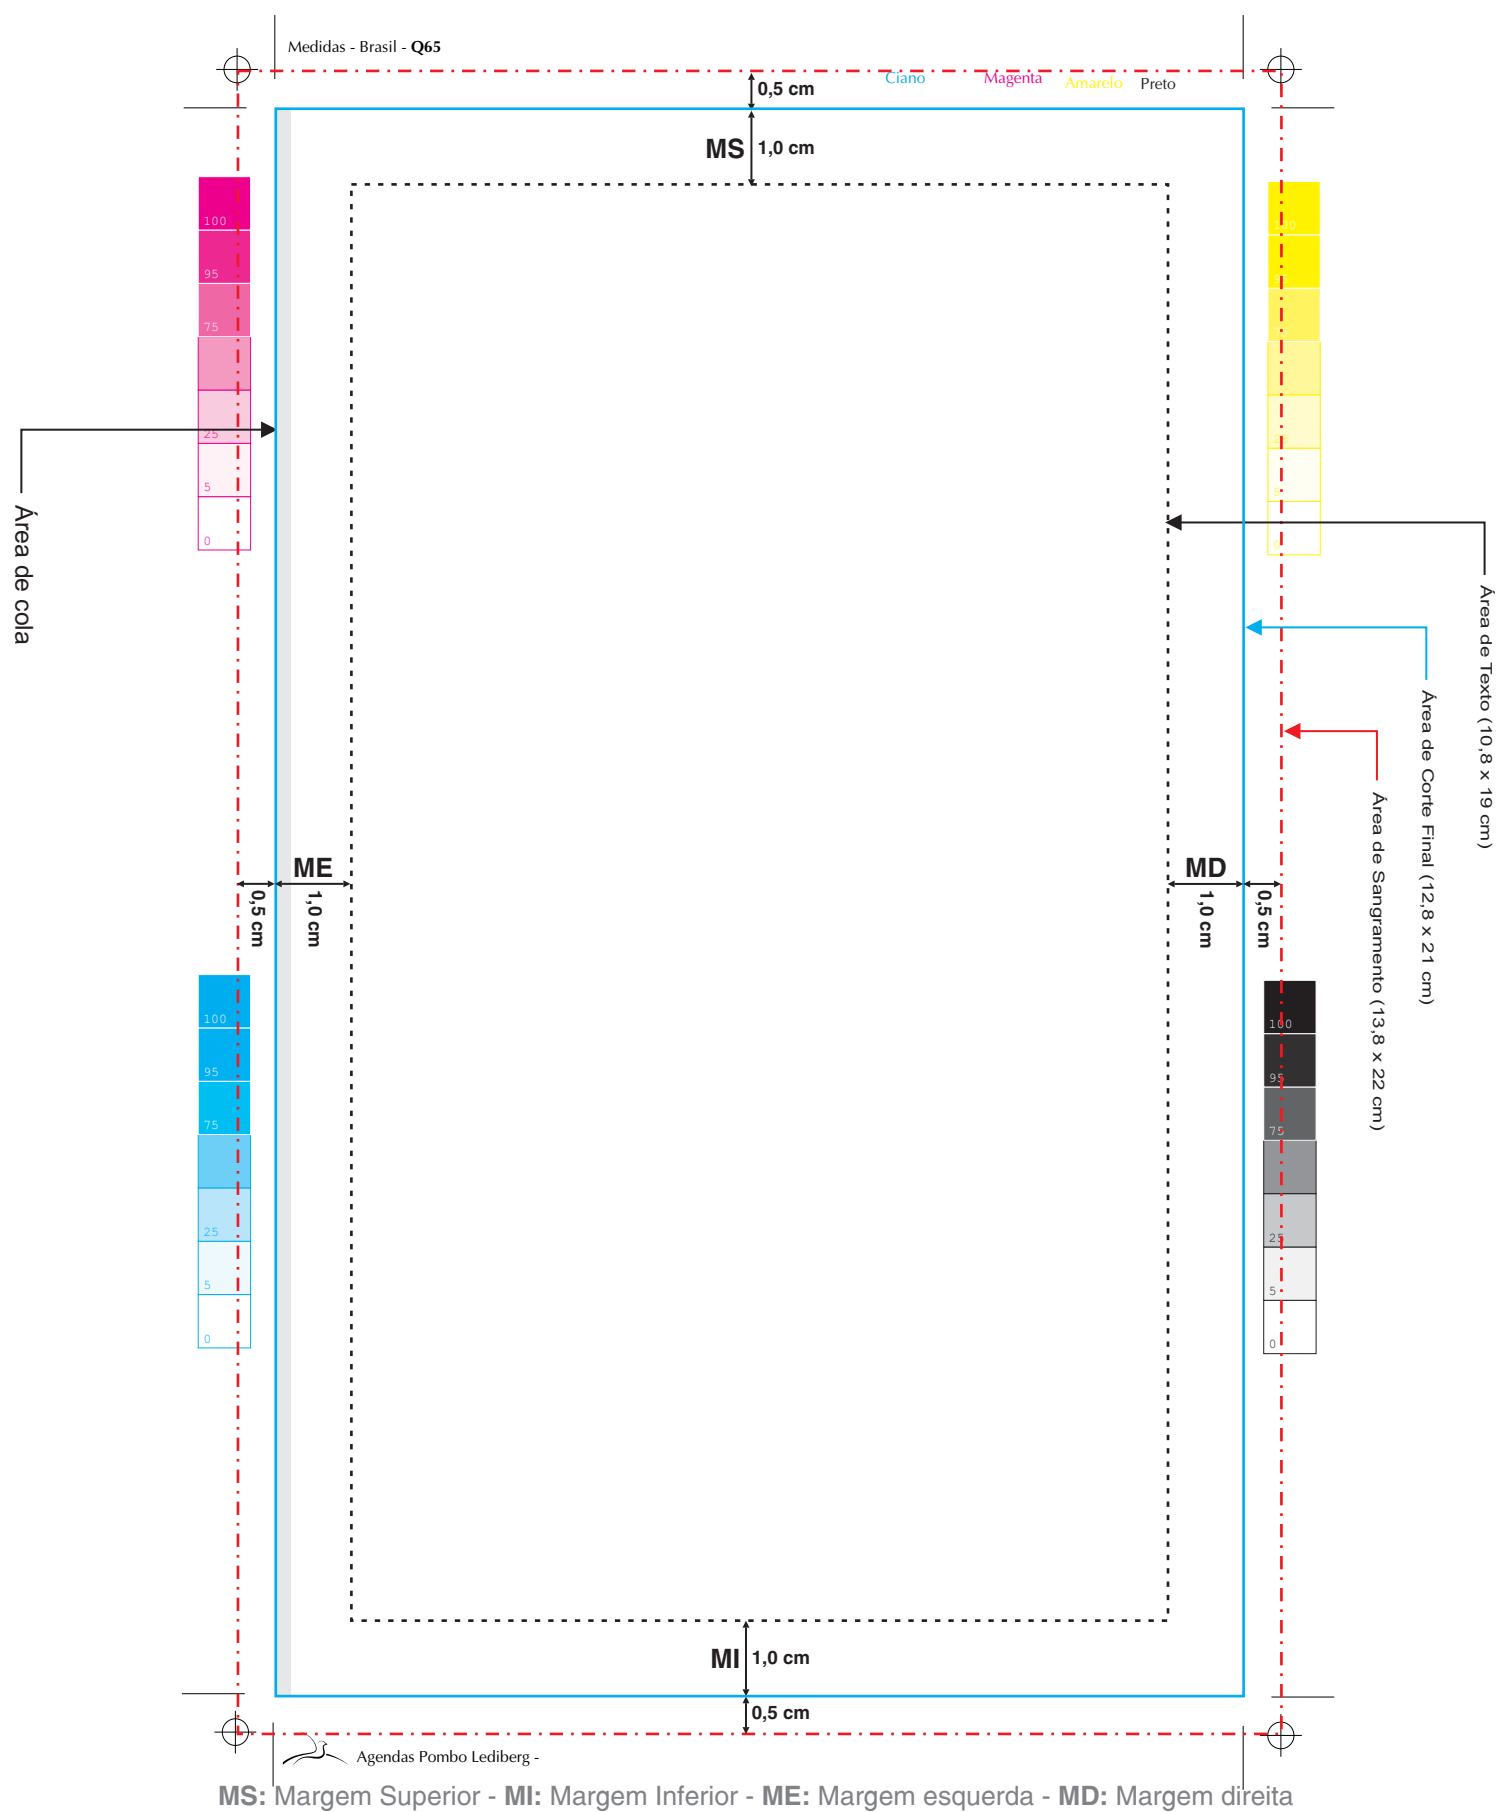 Medidas - Brasil - Q65
Ciano
Magenta
Amarelo
Preto
0,5 cm
MS
1,0 cm
100
95
75
25
5
0
100
5
0
Área de cola
Área de Texto (10,8 x 19 cm)
Área de Corte Final (12,8 x 21 cm)
Área de Sangramento (13,8 x 22 cm)
ME
1,0 cm
0,5 cm
MD
1,0 cm
0,5 cm
100
95
75
25
5
0
100
95
75
25
5
0
MI
1,0 cm
0,5 cm
Agendas Pombo Lediberg -
MS: Margem Superior - MI: Margem Inferior - ME: Margem esquerda - MD: Margem direita